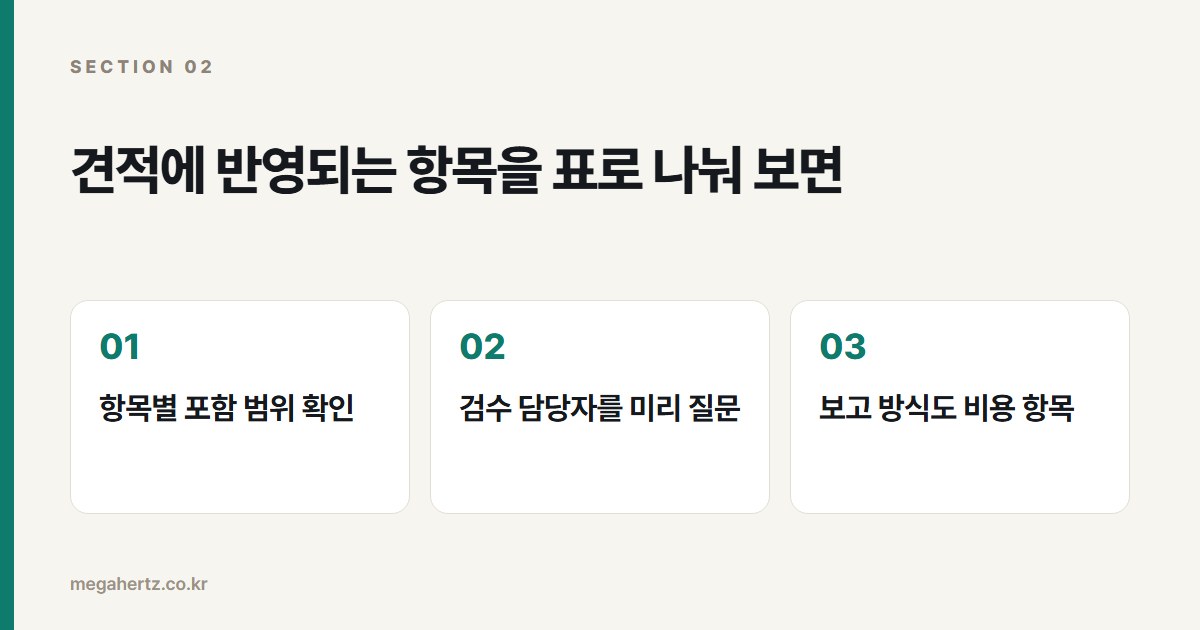 SECTION 02
견적에 반영되는 항목을 표로 나눠 보면
01
항목별 포함 범위 확인
02
검수 담당자를 미리 질문
03
보고 방식도 비용 항목
megahertz.co.kr